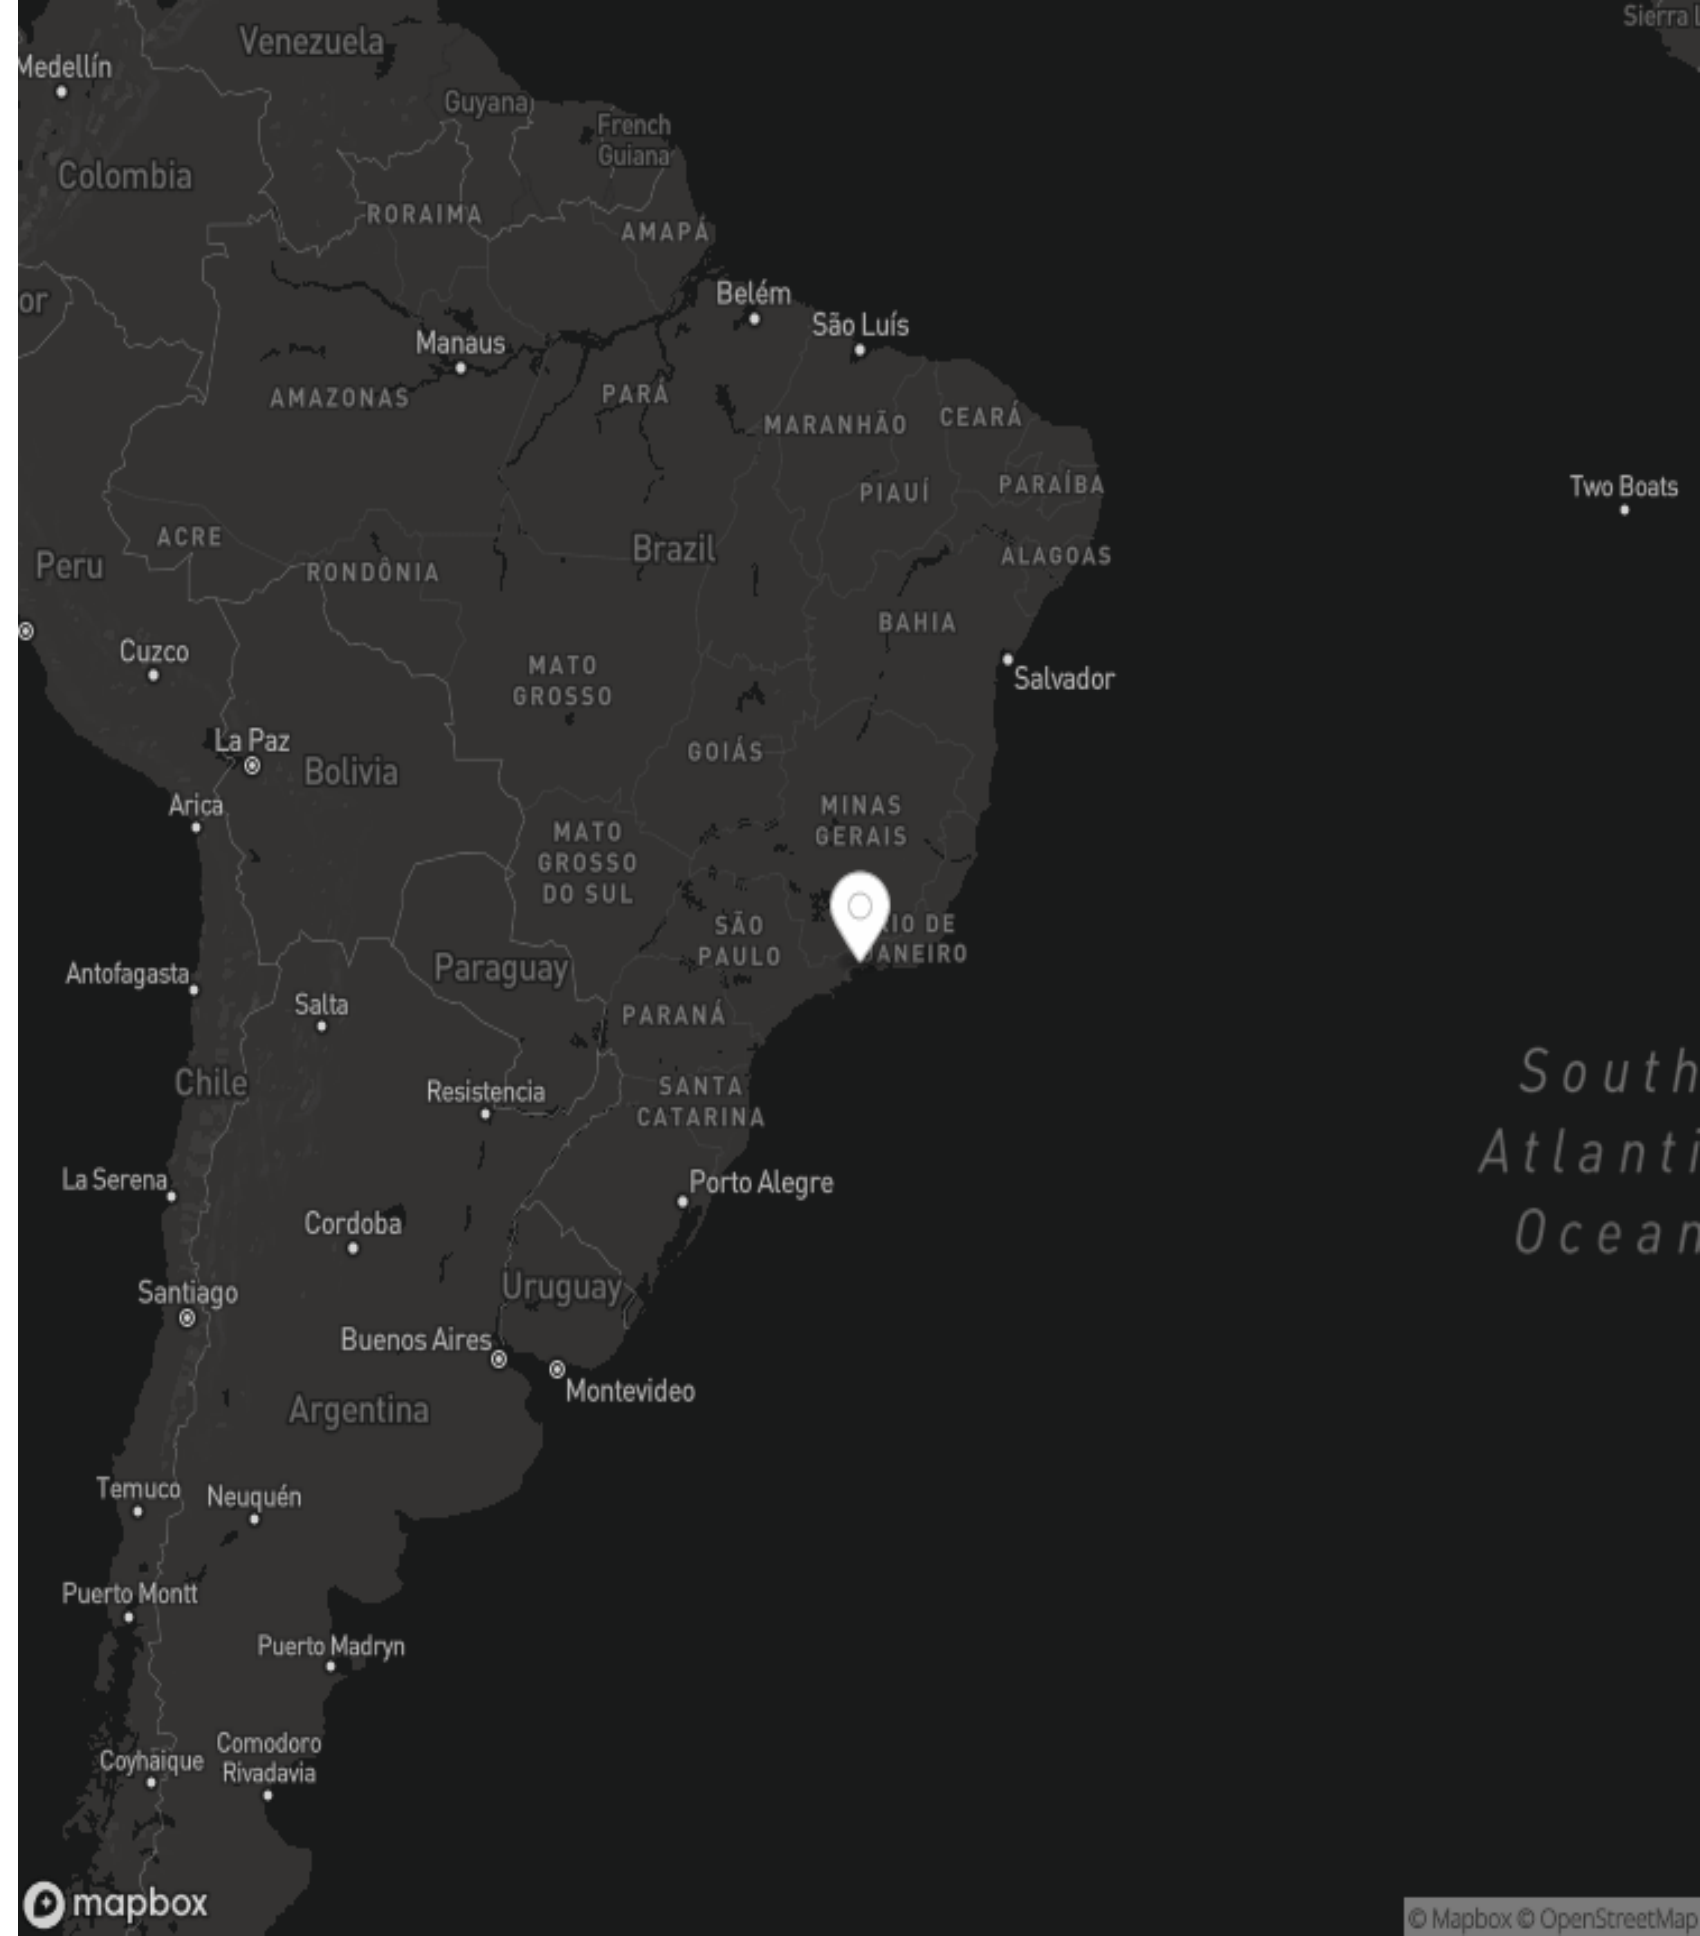 Sierra L
Venezuela
Medellín
Guyana
French
Guiana
Colombia
RORAIMA
AMAPÁ
or
Belém
São Luís
Manaus
AMAZONAS
PARÁ
MARANHÃO
CEARÁ
PIAUÍ
PARAÍBA
Two Boats
ACRE
Peru
RONDÔNIA
Brazil
ALAGOAS
BAHIA
Cuzco
MATO
GROSSO
Salvador
La Paz
Bolivia
GOIÁS
Arica
MINAS
GERAIS
MATO
GROSSO
DO SUL
SÃO
PAULO
IO DE
ANEIRO
Antofagasta
Paraguay
Salta
PARANÁ
Chile
Resistencia
SANTA
CATARINA
South
Atlanti
Ocean
La Serena
Porto Alegre
Cordoba
Santiago
Uruguay
Buenos Aires
Montevideo
Argentina
Temuco
Neuquén
Puerto Montt
Puerto Madryn
Coyhaique
Comodoro
Rivadavia
mapbox
© Mapbox © OpenStreetMap